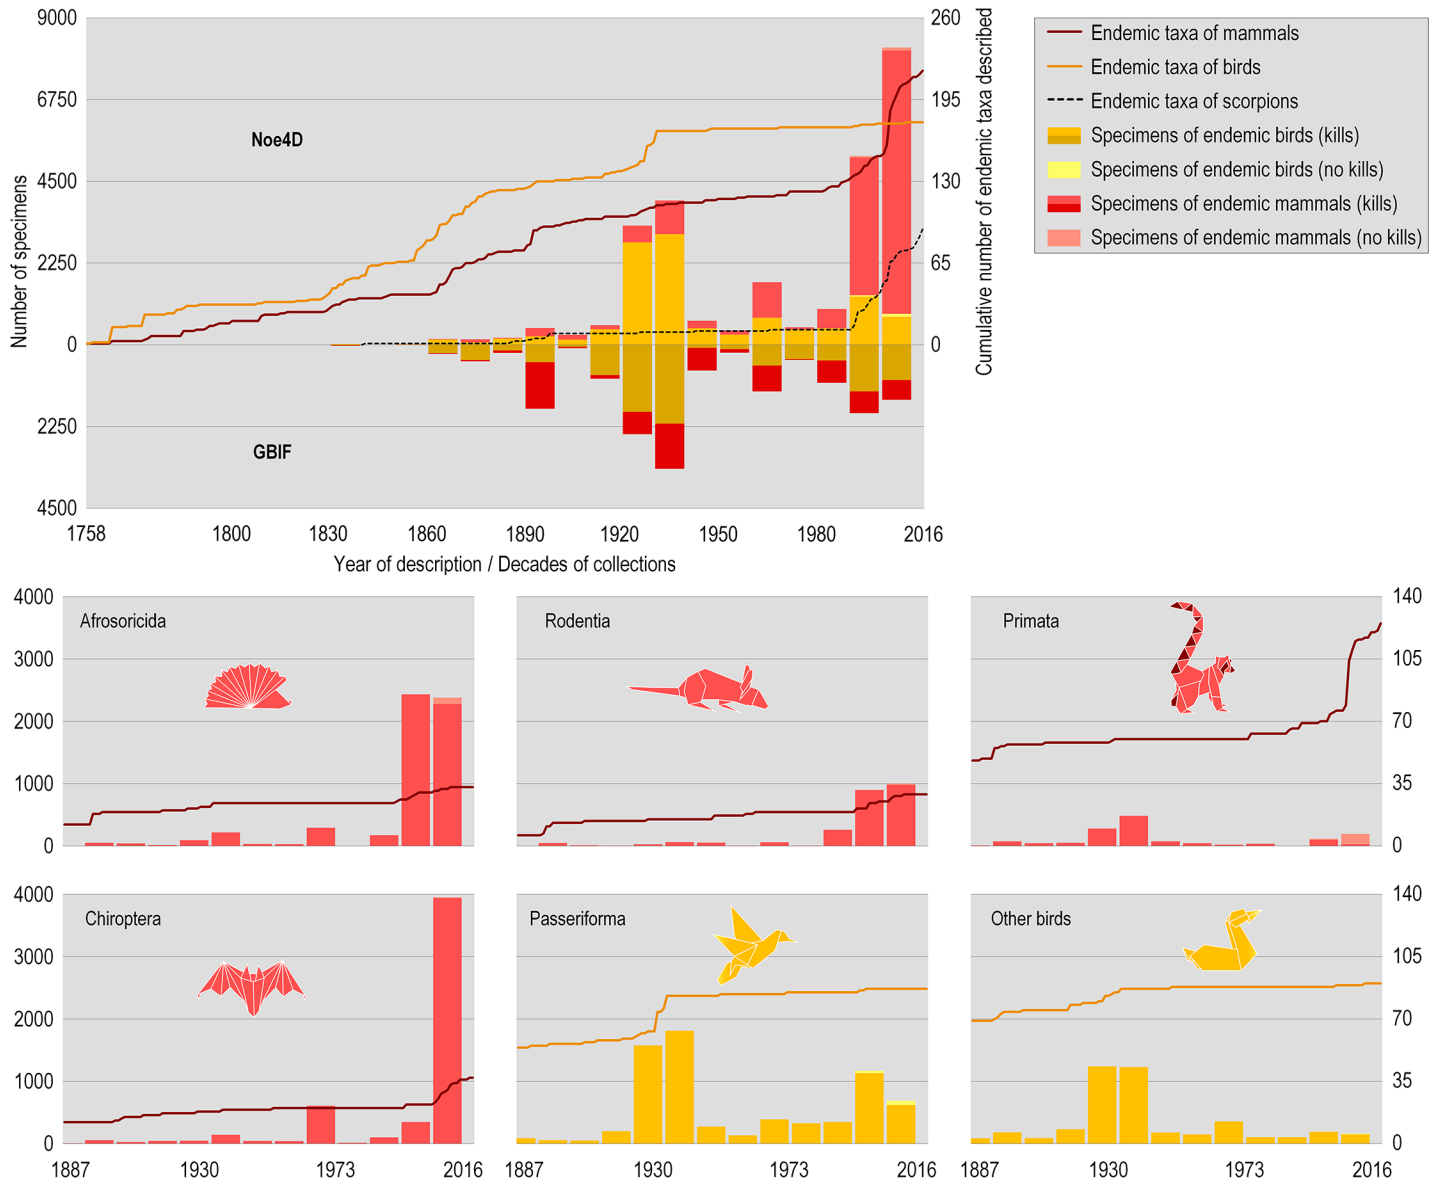 9000
6750
4500
2250
0
2250
4500
Number of specimens
260
195
130
65
0
Cumulative number of endemic taxa described
Noe4D
GBIF
1758
1800
1830
1860
1890
1920
1950
1980
2016
Year of description / Decades of collections
Endemic taxa of mammals
Endemic taxa of birds
Endemic taxa of scorpions
Specimens of endemic birds (kills)
Specimens of endemic birds (no kills)
Specimens of endemic mammals (kills)
Specimens of endemic mammals (no kills)
4000
3000
2000
1000
0
Afrosoricida
Rodentia
Primata
140
105
70
35
0
4000
3000
2000
1000
0
Chiroptera
Passeriforma
Other birds
140
105
70
35
0
1887
1930
1973
2016
1887
1930
1973
2016
1887
1930
1973
2016